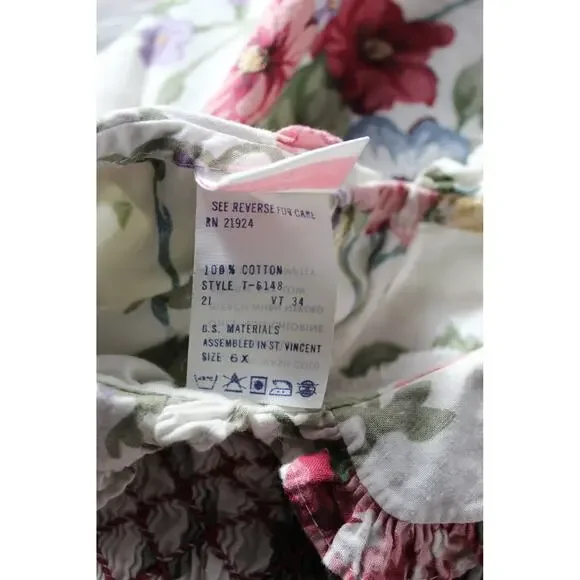 SEE REVERSE FOR CARE
RN 21924
100% COTTON
STYLE T-6148
21 VT 34
U.S. MATERIALS
ASSEMBLED IN ST. VINCENT
SIZE 6X